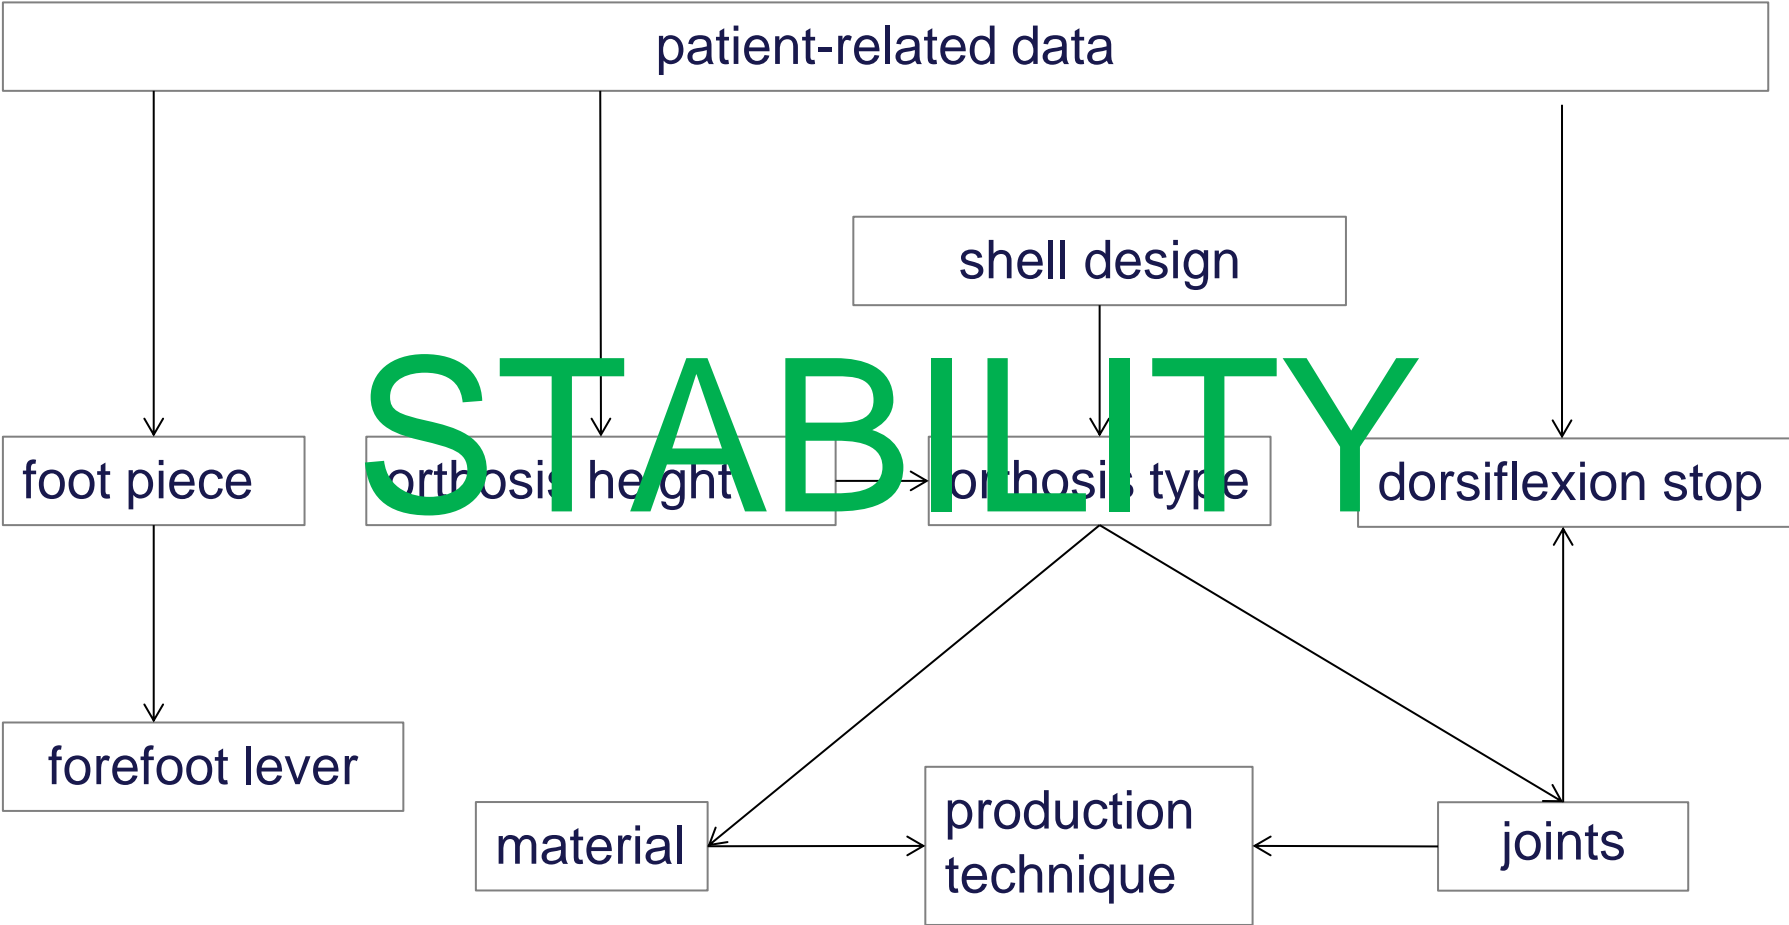 patient-related data
shell design
STABILITY
foot piece
orthosis height
orthosis type
dorsiflexion stop
forefoot lever
material
production
technique
joints